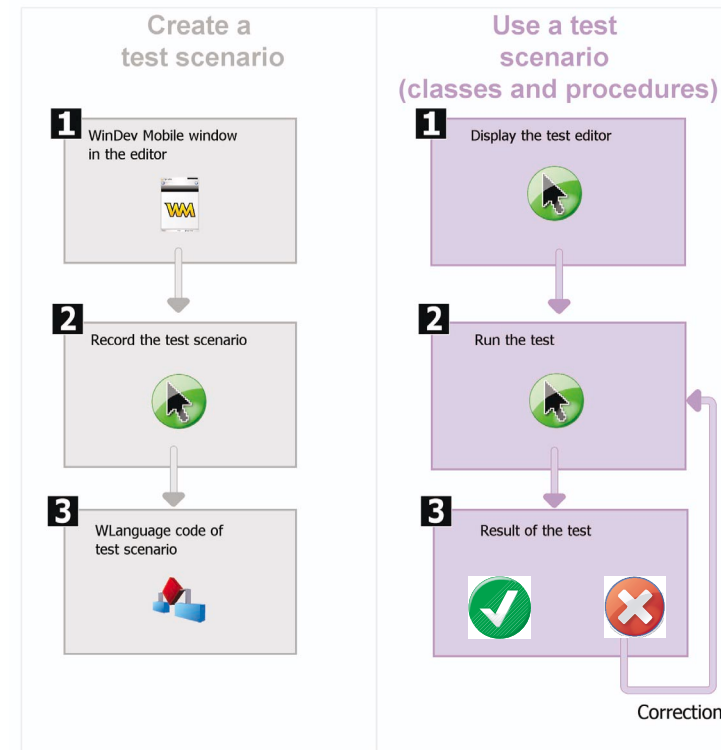 Create a
test scenario
1
WinDev Mobile window
in the editor
WM
2
Record the test scenario
3
WLanguage code of
test scenario
Use a test
scenario
(classes and procedures)
1
Display the test editor
2
Run the test
3
Result of the test
Correction